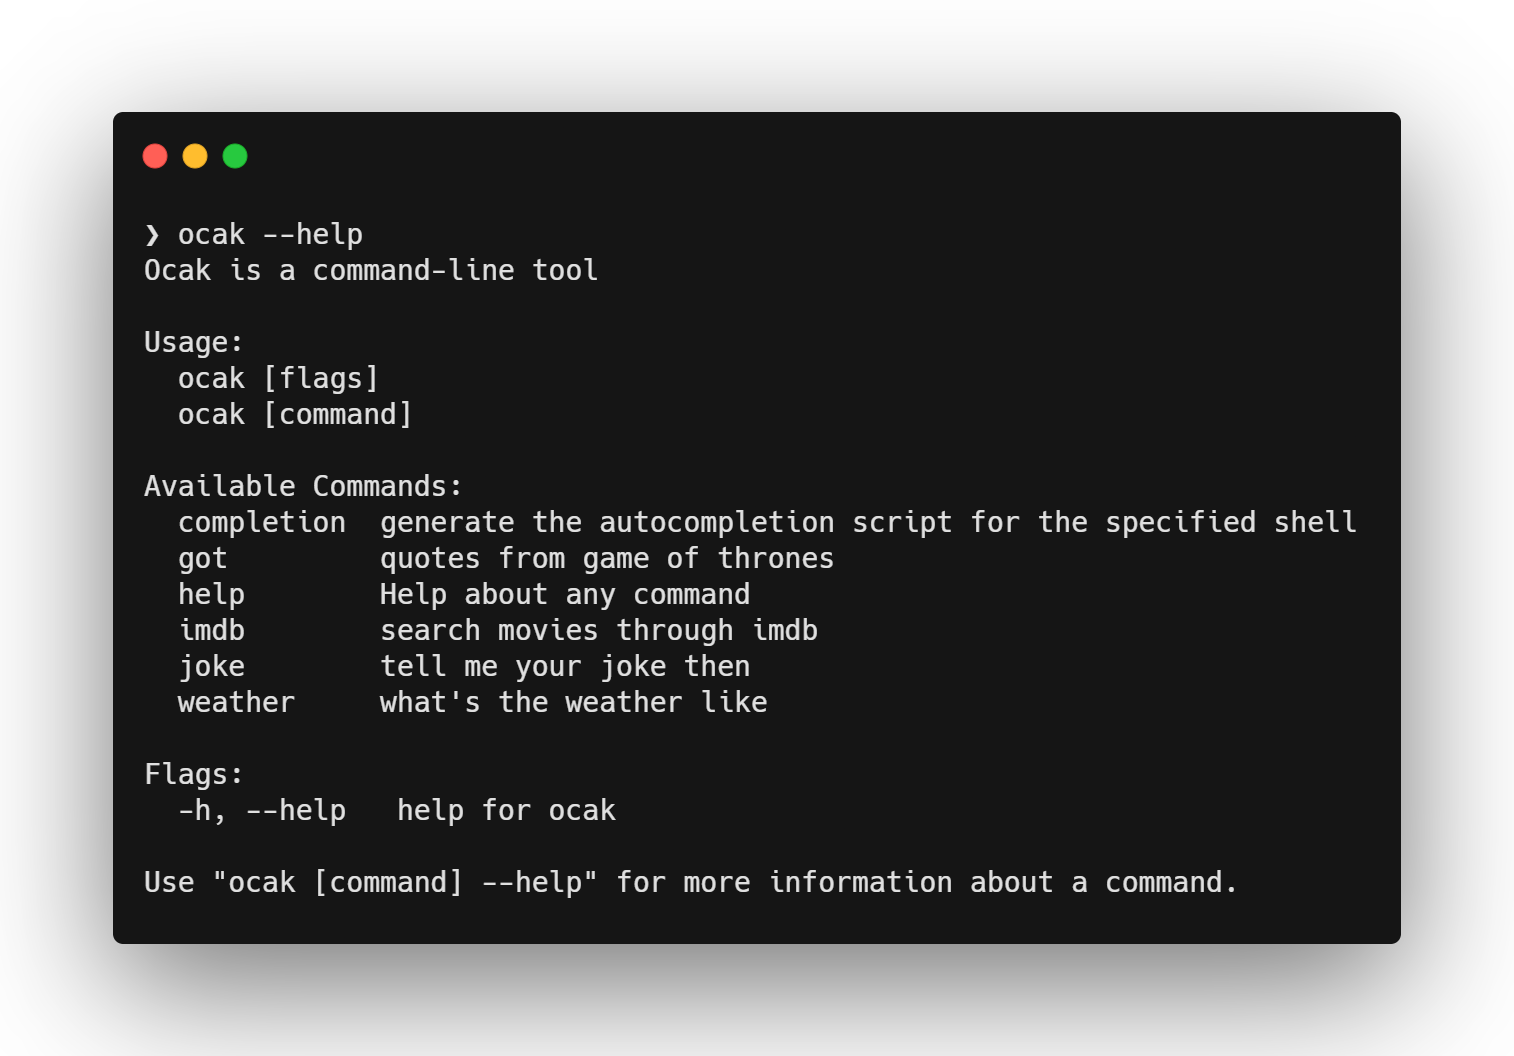 ❯ ocak --help
Ocak is a command-line tool
Usage:
ocak [flags]
ocak [command]
Available Commands:
completion  generate the autocompletion script for the specified shell
got         quotes from game of thrones
help        Help about any command
imdb        search movies through imdb
joke        tell me your joke then
weather     what's the weather like
Flags:
-h, --help   help for ocak
Use "ocak [command] --help" for more information about a command.